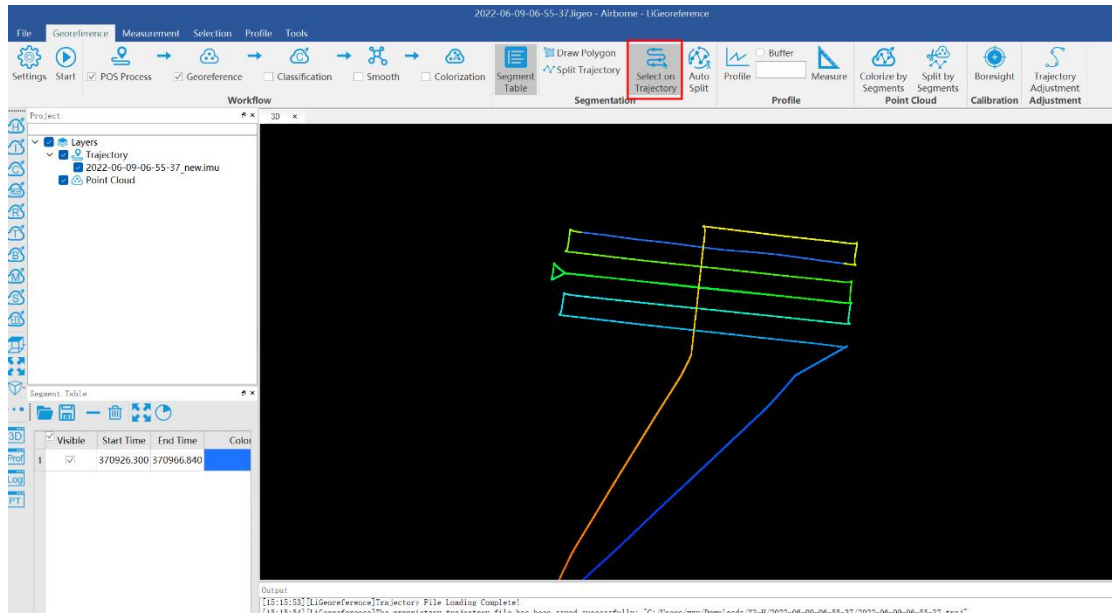 2022-06-09-06-55-37.ligeo - Airborne - LiGeoreference
File Georeference Measurement Selection Profile Tools
Settings Start POS Process Georeference Classification Smooth Colorization Segment Table Draw Polygon Split Trajectory Select on Trajectory Auto Split Profile Buffer Measure Colorize by Segments Split by Segments Boresight Trajectory Adjustment
Workflow Segmentation Profile Point Cloud Calibration Adjustment
Project 3D
Layers
Trajectory
2022-06-09-06-55-37_new.imu
Point Cloud
Segment Table
3D
Visible Start Time End Time Color
Prof
1 370926.300 370966.840
Log
PT
Output
[15:15:53][LiGeoreference]Trajectory File Loading Complete!